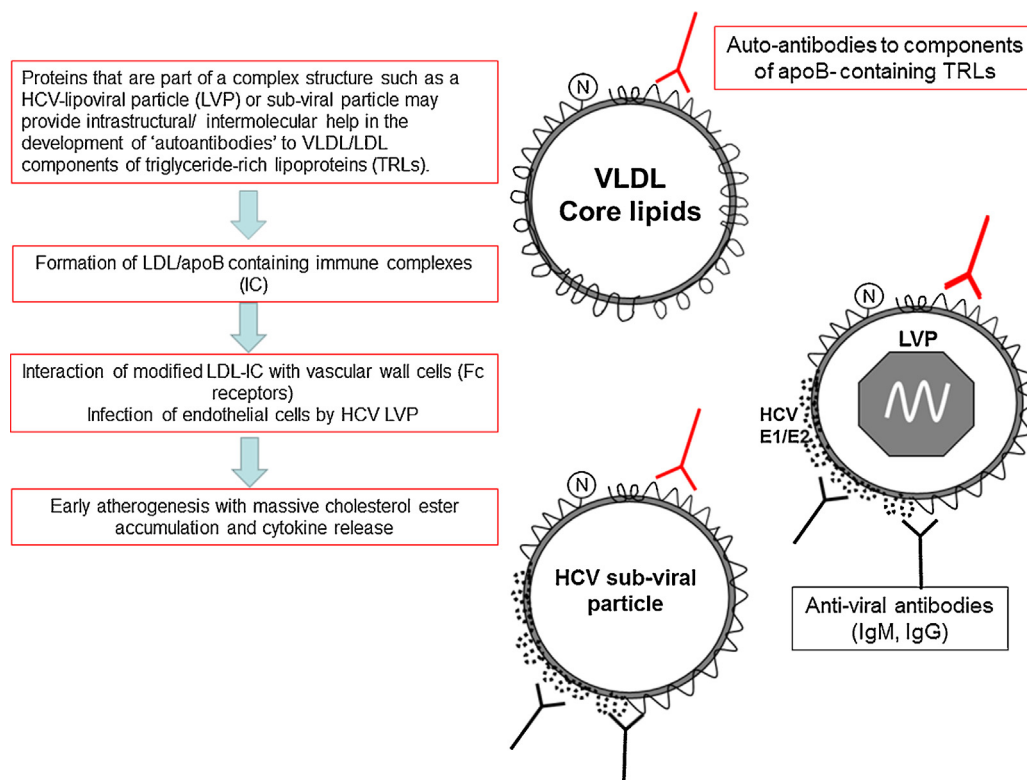 Proteins that are part of a complex structure such as a
HCV-lipoviral particle (LVP) or sub-viral particle may
provide intrastructural/ intermolecular help in the
development of 'autoantibodies' to VLDL/LDL
components of triglyceride-rich lipoproteins (TRLs).
Formation of LDL/apoB containing immune complexes
(IC)
Interaction of modified LDL-IC with vascular wall cells (Fc
receptors)
Infection of endothelial cells by HCV LVP
Early atherogenesis with massive cholesterol ester
accumulation and cytokine release
Auto-antibodies to components
of apoB- containing TRLs
N
VLDL
Core lipids
N
LVP
HCV
E1/E2
N
HCV sub-viral
particle
Anti-viral antibodies
(IgM, IgG)